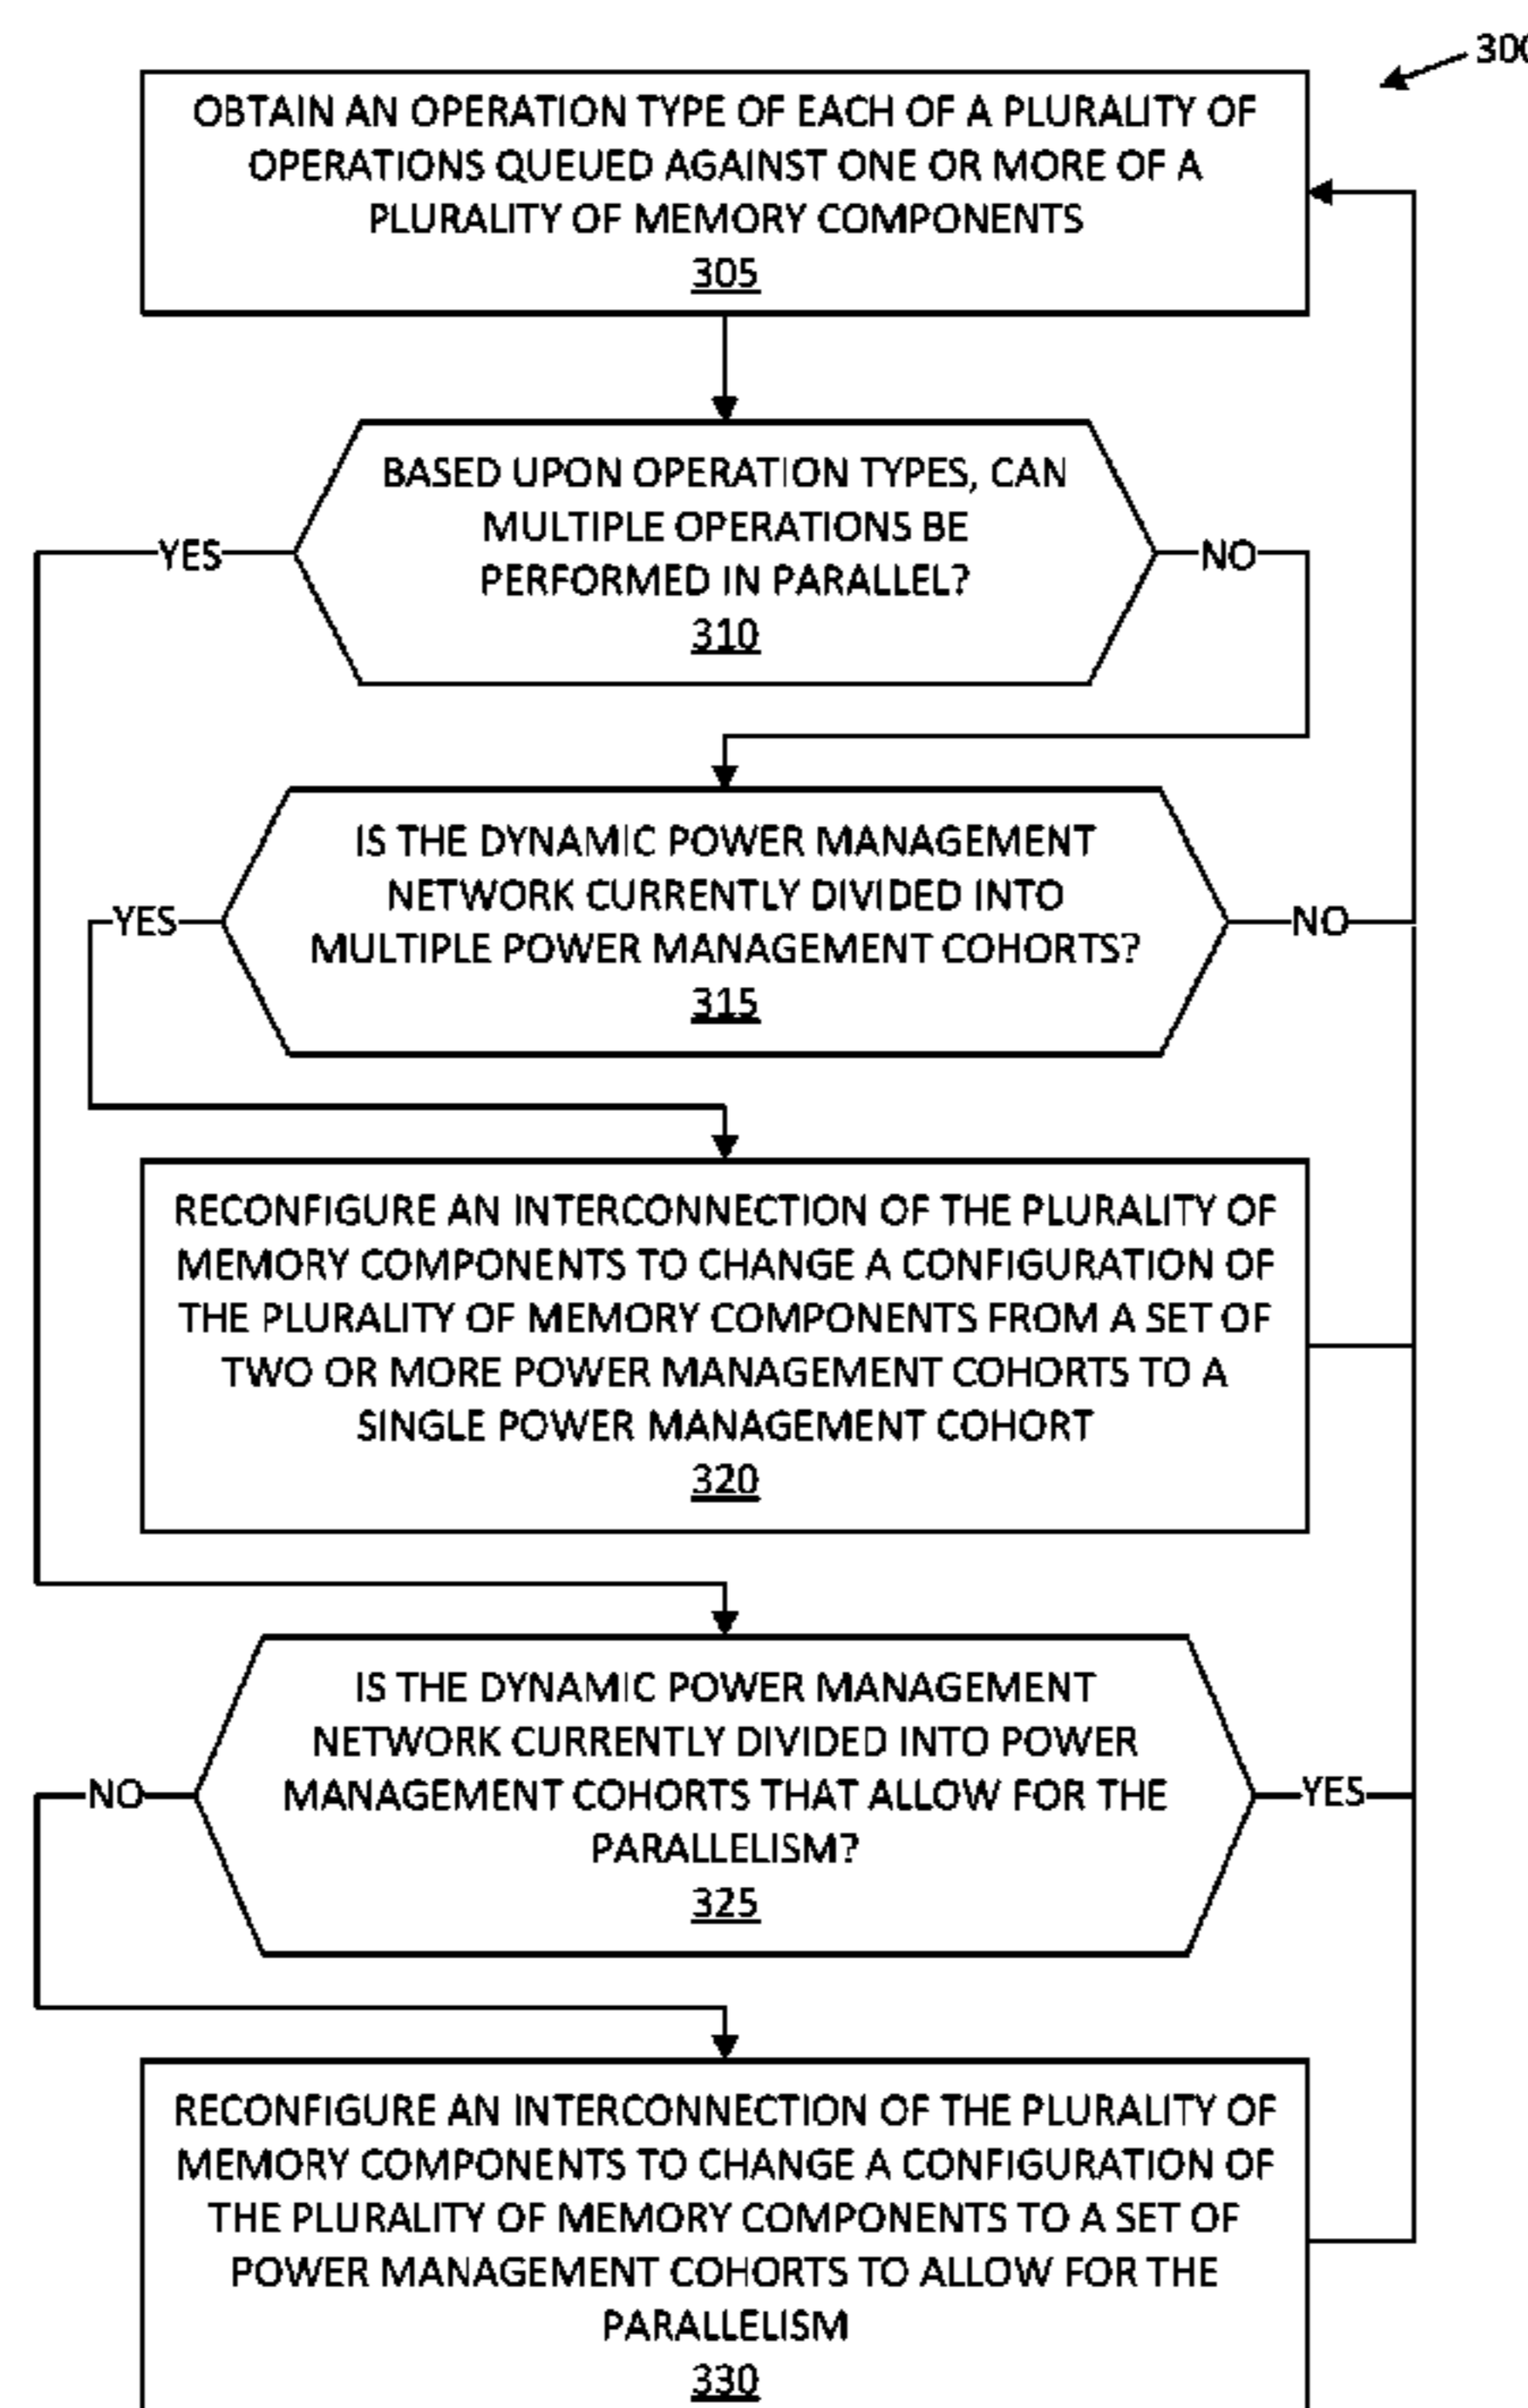 300
OBTAIN AN OPERATION TYPE OF EACH OF A PLURALITY OF
OPERATIONS QUEUED AGAINST ONE OR MORE OF A
PLURALITY OF MEMORY COMPONENTS
305
BASED UPON OPERATION TYPES, CAN
MULTIPLE OPERATIONS BE
PERFORMED IN PARALLEL?
310
YES
NO
IS THE DYNAMIC POWER MANAGEMENT
NETWORK CURRENTLY DIVIDED INTO
MULTIPLE POWER MANAGEMENT COHORTS?
315
YES
NO
RECONFIGURE AN INTERCONNECTION OF THE PLURALITY OF
MEMORY COMPONENTS TO CHANGE A CONFIGURATION OF
THE PLURALITY OF MEMORY COMPONENTS FROM A SET OF
TWO OR MORE POWER MANAGEMENT COHORTS TO A
SINGLE POWER MANAGEMENT COHORT
320
IS THE DYNAMIC POWER MANAGEMENT
NETWORK CURRENTLY DIVIDED INTO POWER
MANAGEMENT COHORTS THAT ALLOW FOR THE
PARALLELISM?
325
NO
YES
RECONFIGURE AN INTERCONNECTION OF THE PLURALITY OF
MEMORY COMPONENTS TO CHANGE A CONFIGURATION OF
THE PLURALITY OF MEMORY COMPONENTS TO A SET OF
POWER MANAGEMENT COHORTS TO ALLOW FOR THE
PARALLELISM
330